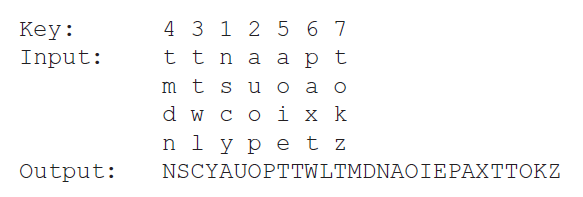 Key: 4 3 1 2 5 6 7
Input: t t n a a p t
m t s u o a o
d w c o i x k
n l y p e t z
Output: NSCYAUOPTTWLTMDNAOIEPAXTTOKZ